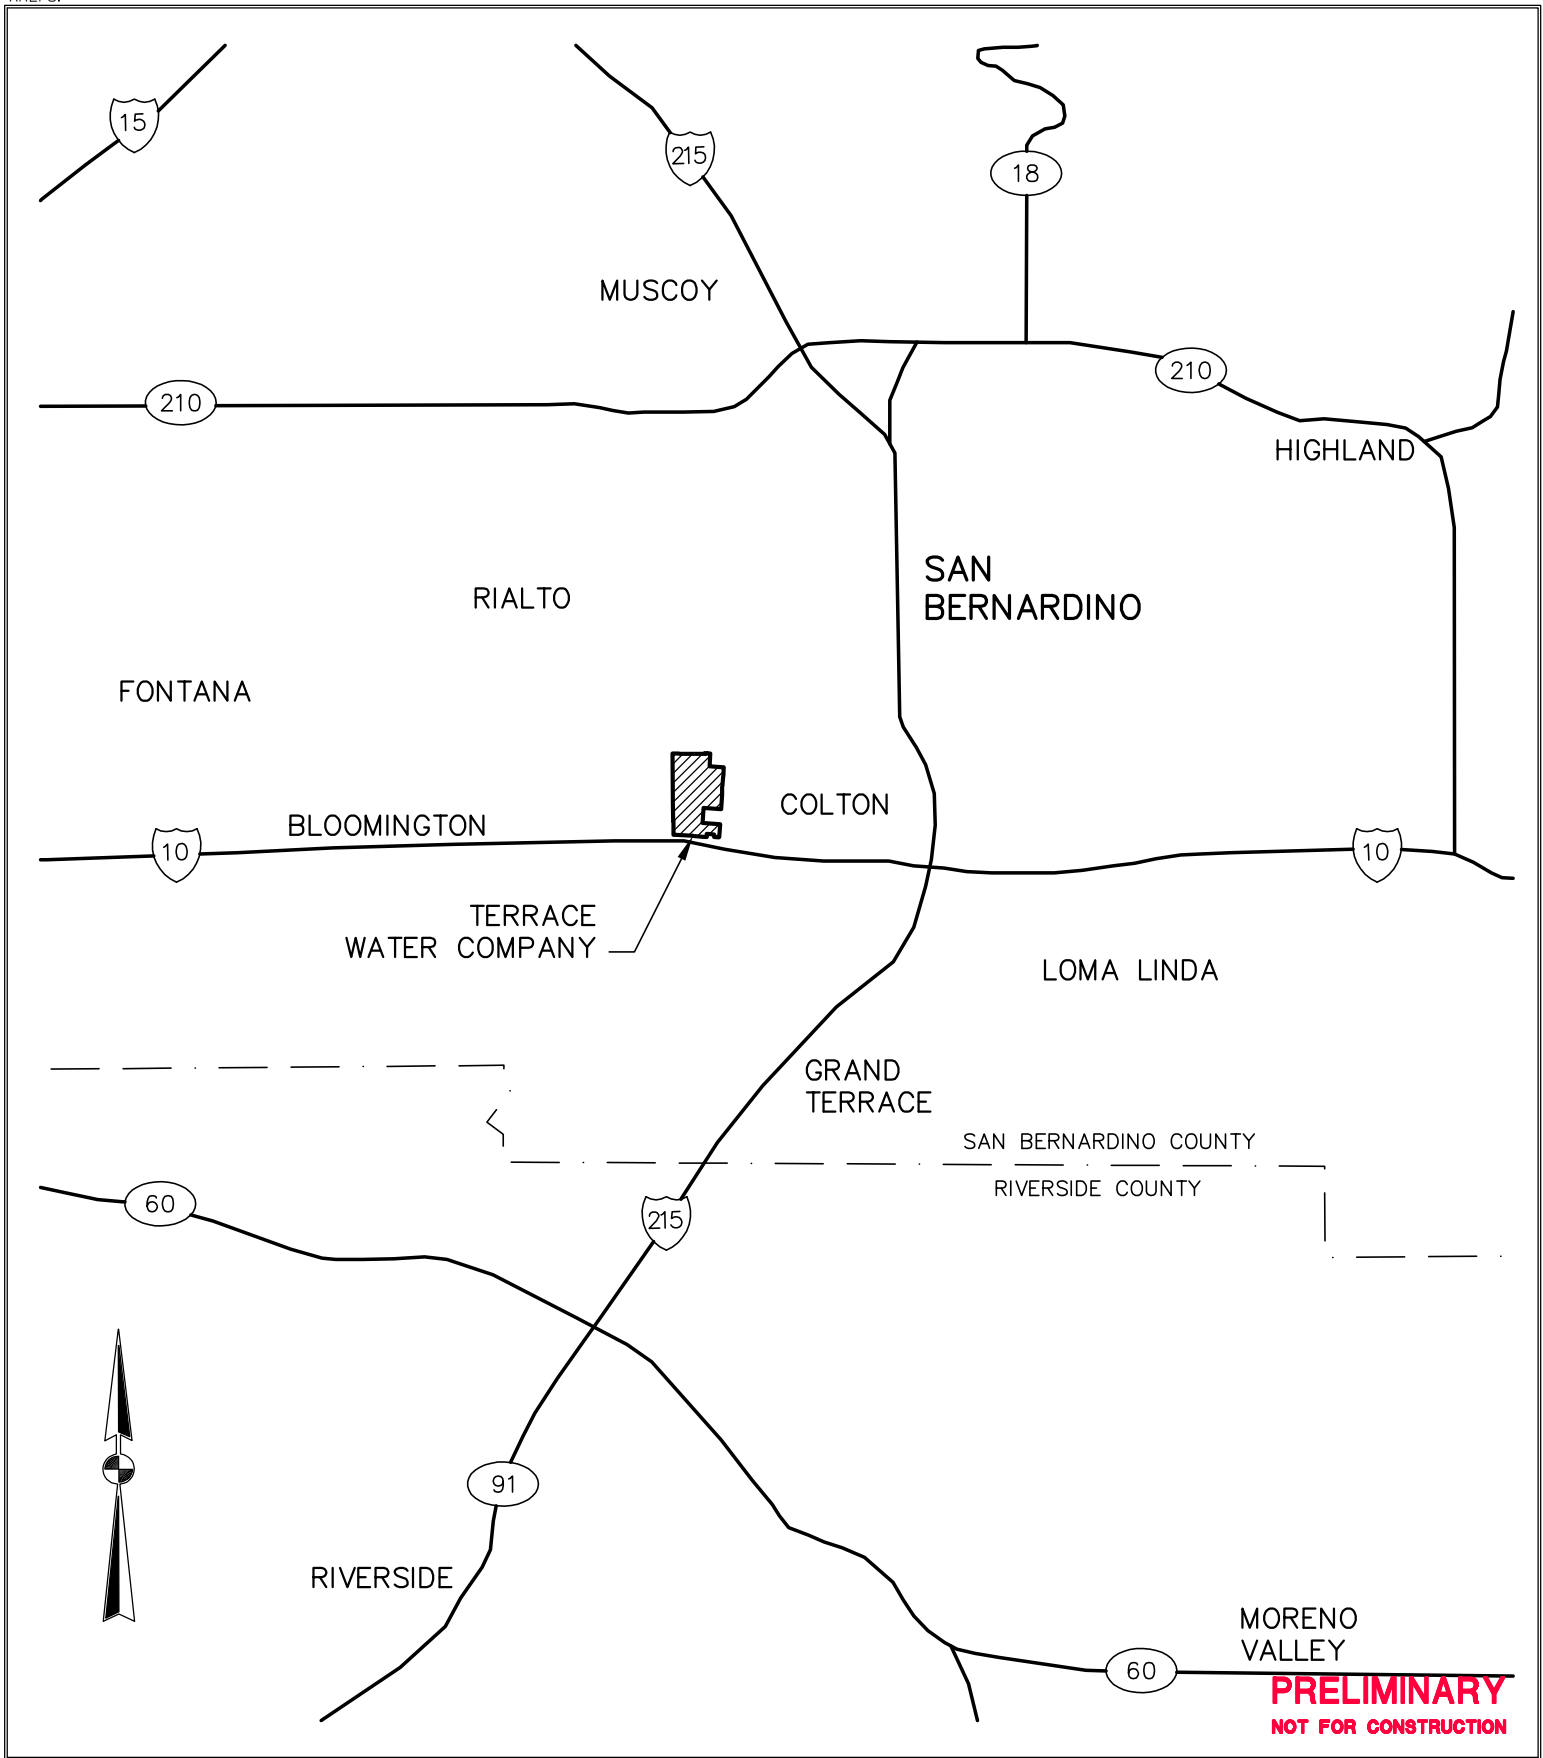 15
215
18
MUSCOY
210
210
HIGHLAND
SAN
BERNARDINO
RIALTO
FONTANA
COLTON
BLOOMINGTON
10
10
TERRACE
WATER COMPANY
LOMA LINDA
GRAND
TERRACE
SAN BERNARDINO COUNTY
RIVERSIDE COUNTY
60
215
91
RIVERSIDE
MORENO
VALLEY
60
PRELIMINARY
NOT FOR CONSTRUCTION